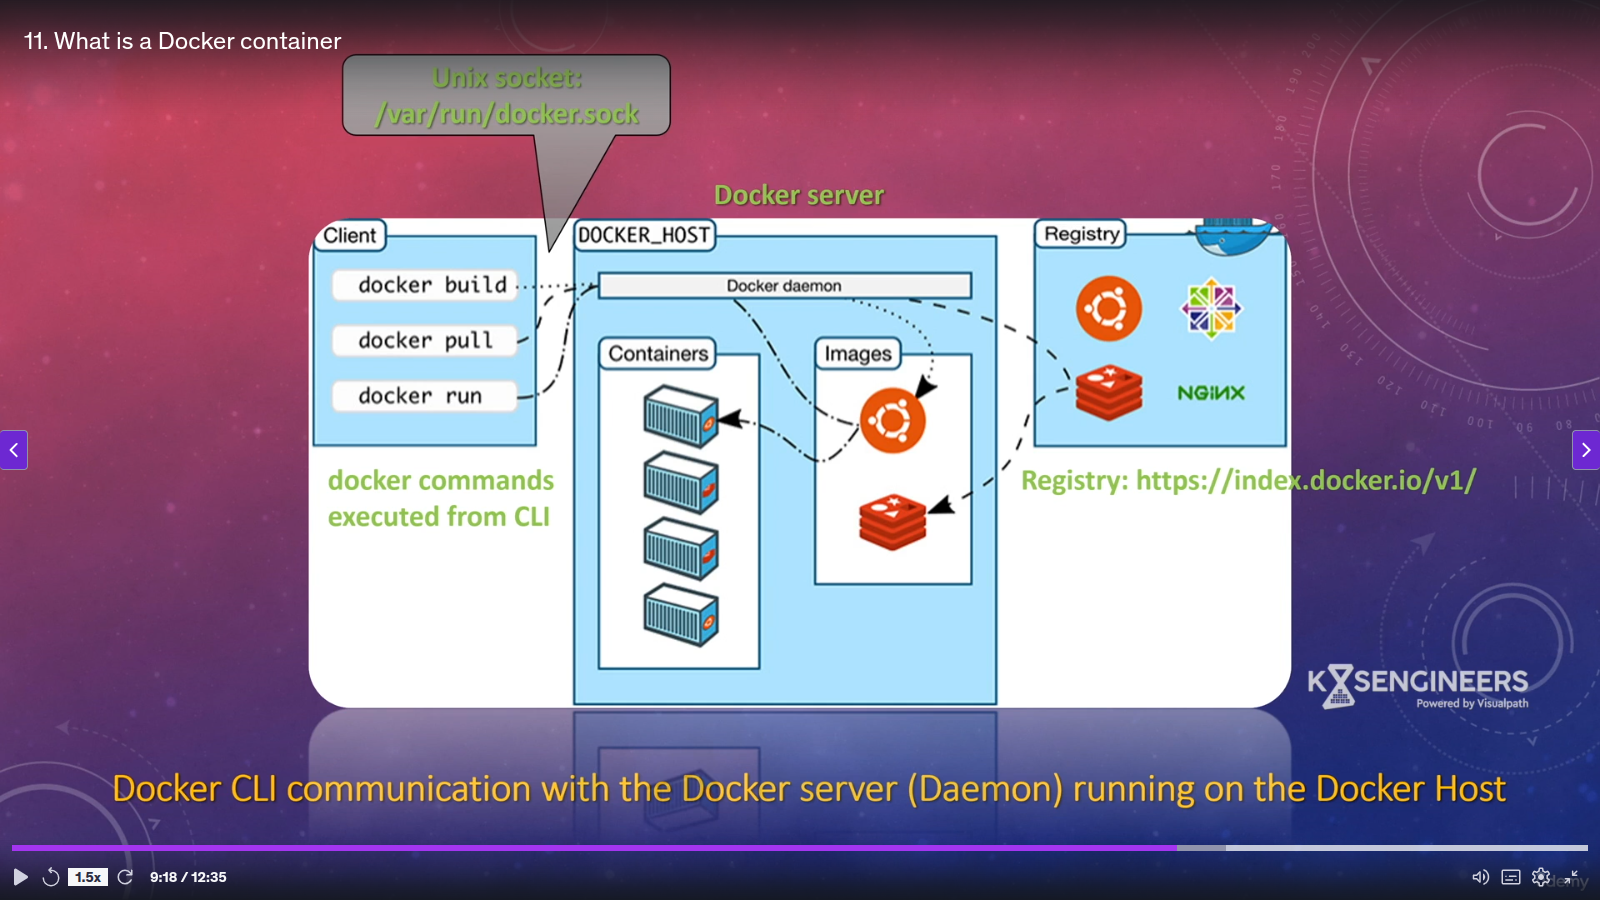 11. What is a Docker container
Unix socket:
/var/run/docker.sock
Docker server
Client
DOCKER_HOST
Registry
docker build
Docker daemon
docker pull
Containers
Images
docker run
NGINX
docker commands
executed from CLI
Registry: https://index.docker.io/v1/
K8SENGINEERS
Powered by Visualpath
Docker CLI communication with the Docker server (Daemon) running on the Docker Host
1.5x
9:18 / 12:35